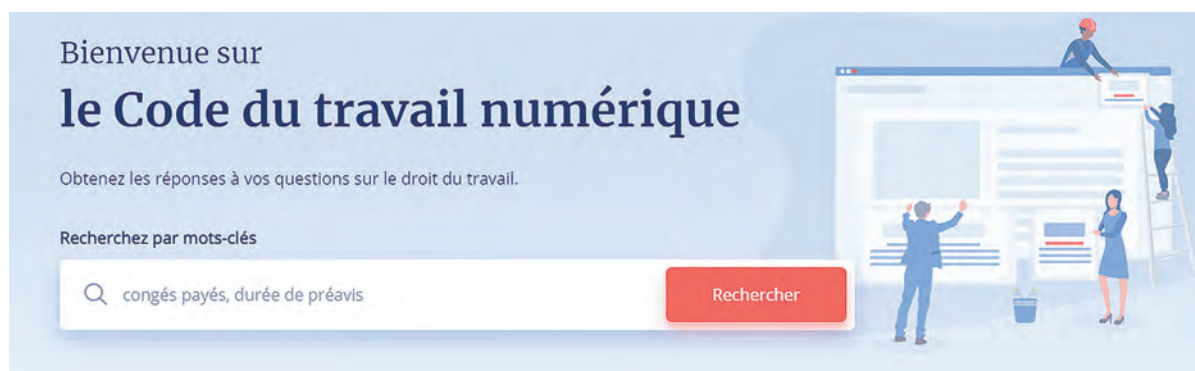 Bienvenue sur
le Code du travail numérique
Obtenez les réponses à vos questions sur le droit du travail.
Recherchez par mots-clés
congés payés, durée de préavis
Rechercher